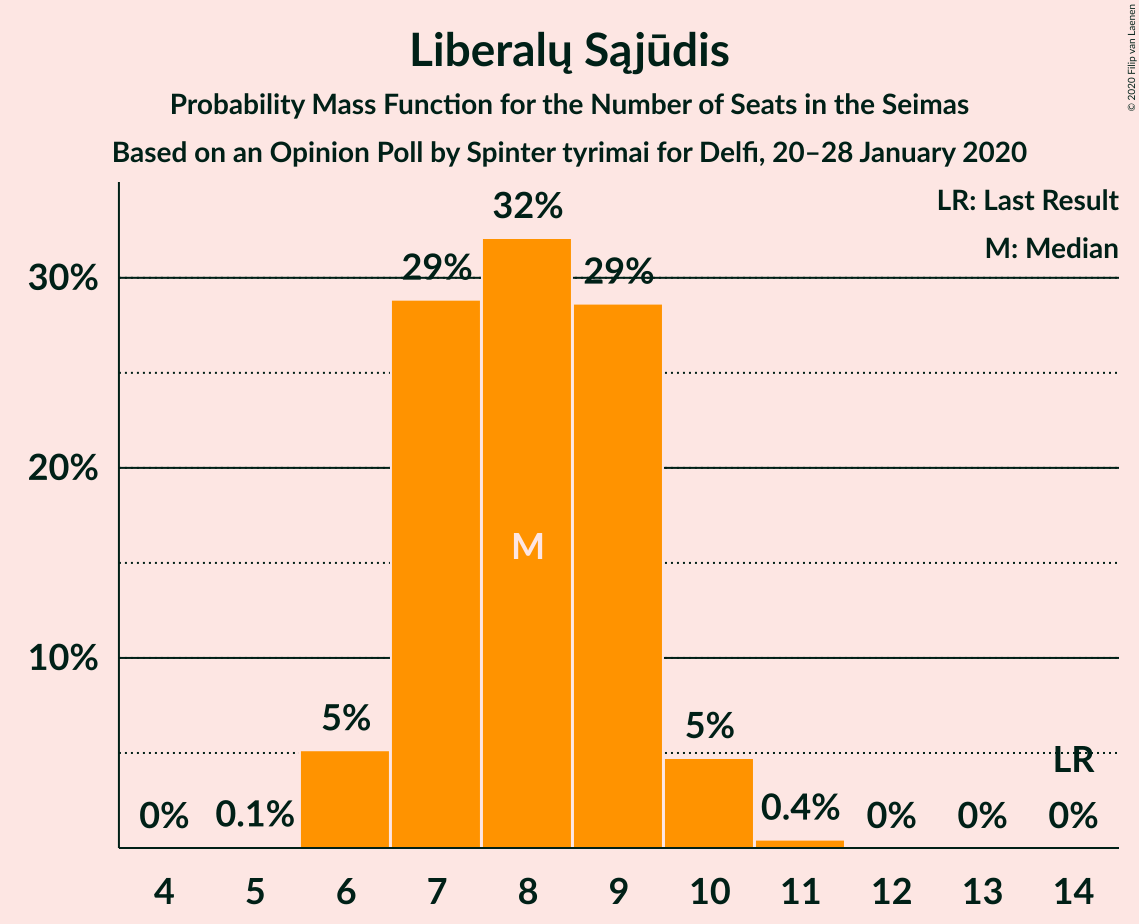 Liberalų Sąjūdis
Probability Mass Function for the Number of Seats in the Seimas
Based on an Opinion Poll by Spinter tyrimai for Delfi, 20–28 January 2020
© 2020 Filip van Laenen
LR: Last Result
M: Median
32%
29%
29%
30%
20%
M
10%
5%
5%
LR
0%
0.1%
0.4%
0%
0%
0%
4 5 6 7 8 9 10 11 12 13 14